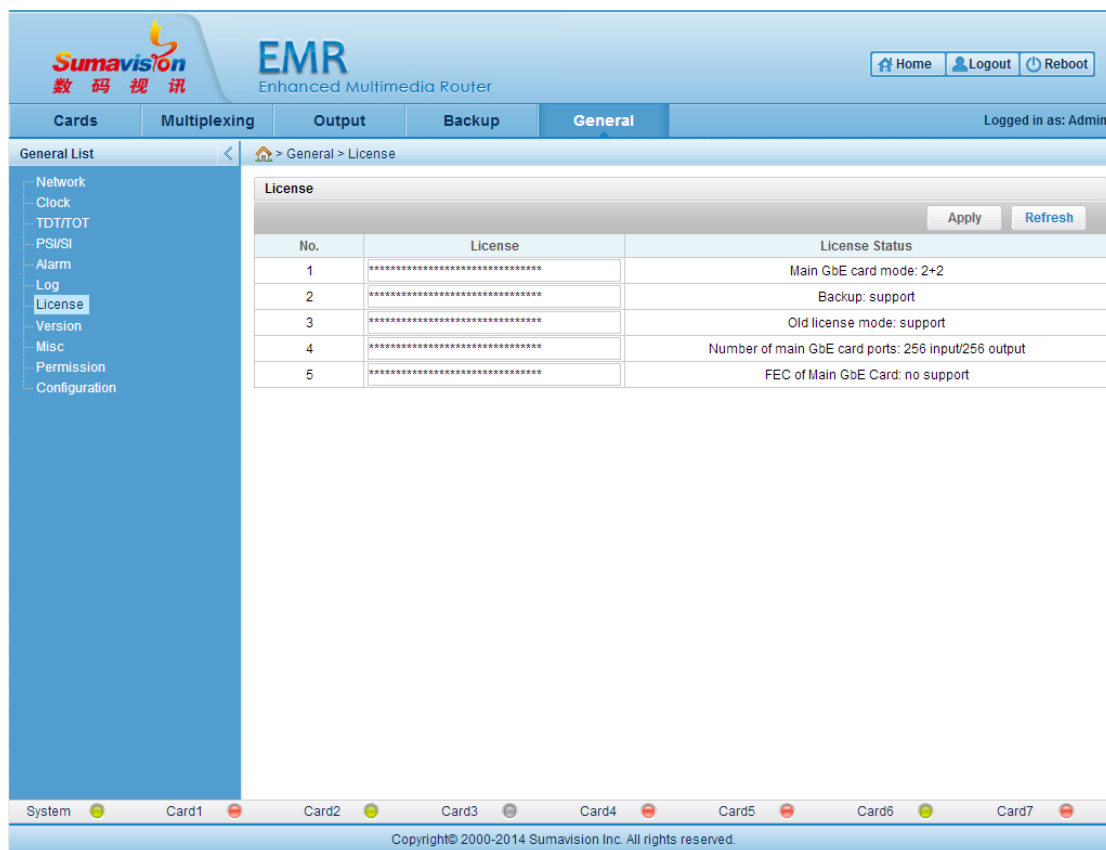 Sumavision
数码视讯
EMR
Enhanced Multimedia Router
Home Logout Reboot
Cards Multiplexing Output Backup General Logged in as: Admin
General List
> General > License
Network
Clock
TDT/TOT
PSI/SI
Alarm
Log
License
Version
Misc
Permission
Configuration
License
Apply Refresh
No. License License Status
1 ******************************** Main GbE card mode: 2+2
2 ******************************** Backup: support
3 ******************************** Old license mode: support
4 ******************************** Number of main GbE card ports: 256 input/256 output
5 ******************************** FEC of Main GbE Card: no support
System Card1 Card2 Card3 Card4 Card5 Card6 Card7
Copyright© 2000-2014 Sumavision Inc. All rights reserved.